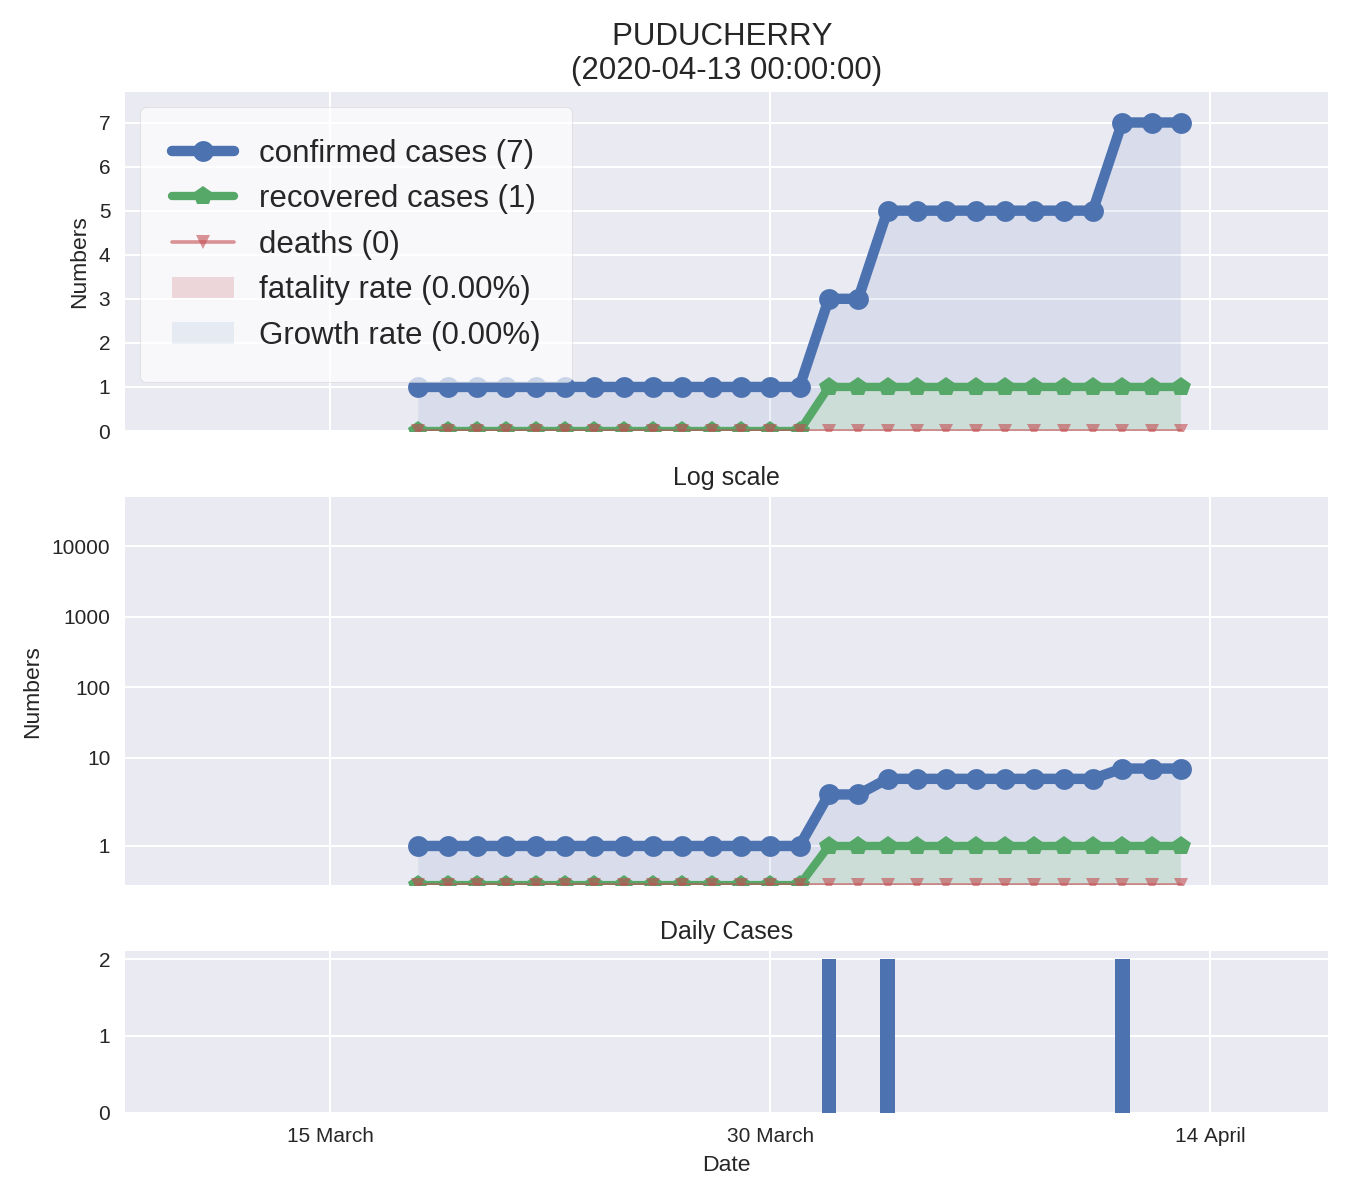 PUDUCHERRY
(2020-04-13 00:00:00)
Numbers
7
6
5
4
3
2
1
0
confirmed cases (7)
recovered cases (1)
deaths (0)
fatality rate (0.00%)
Growth rate (0.00%)
Log scale
Numbers
10000
1000
100
10
1
Daily Cases
2
1
0
15 March
30 March
14 April
Date